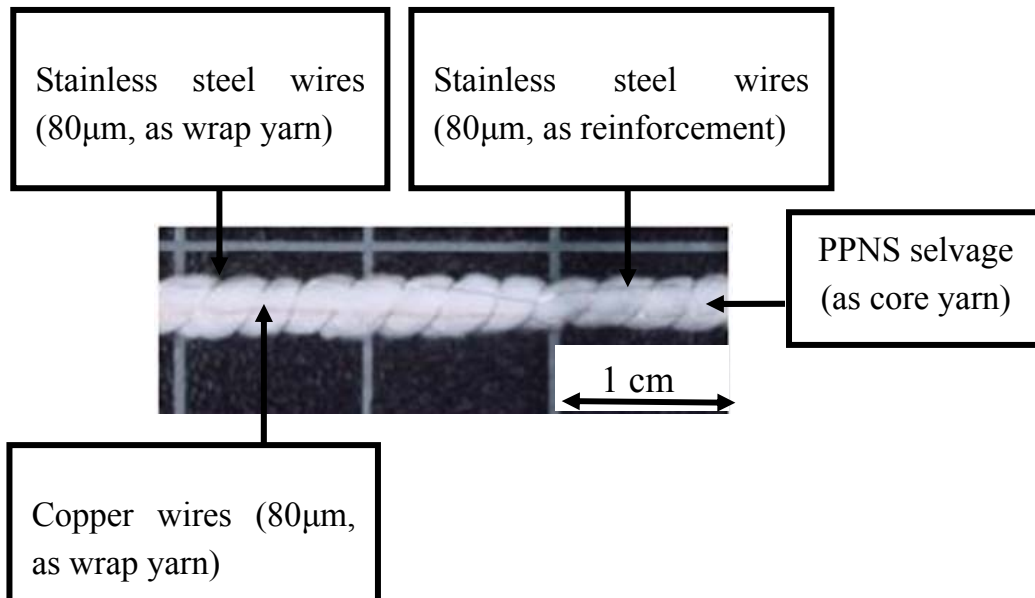 Stainless steel wires
(80μm, as wrap yarn)
Stainless steel wires
(80μm, as reinforcement)
PPNS selvage
(as core yarn)
1 cm
Copper wires (80μm,
as wrap yarn)